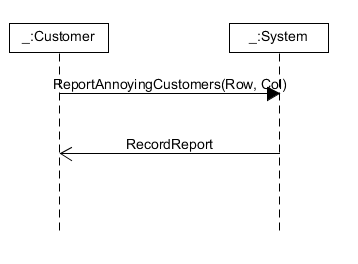 _:Customer
_:System
ReportAnnoyingCustomers(Row, Col)
RecordReport